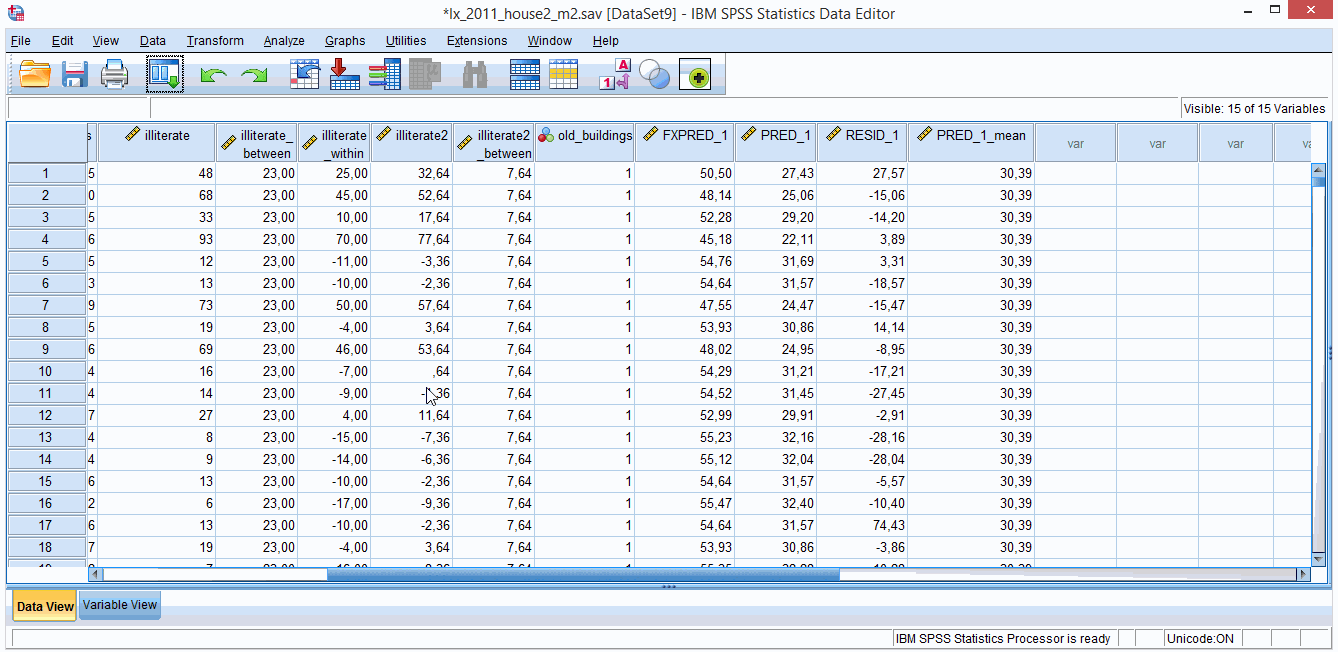 *lx_2011_house2_m2.sav [DataSet9] - IBM SPSS Statistics Data Editor
File Edit View Data Transform Analyze Graphs Utilities Extensions Window Help
Visible: 15 of 15 Variables
s illiterate illiterate_between illiterate_within illiterate2 illiterate2_between old_buildings FXPRED_1 PRED_1 RESID_1 PRED_1_mean var var var
1 5 48 23,00 25,00 32,64 7,64 1 50,50 27,43 27,57 30,39
2 0 68 23,00 45,00 52,64 7,64 1 48,14 25,06 -15,06 30,39
3 5 33 23,00 10,00 17,64 7,64 1 52,28 29,20 -14,20 30,39
4 6 93 23,00 70,00 77,64 7,64 1 45,18 22,11 3,89 30,39
5 5 12 23,00 -11,00 -3,36 7,64 1 54,76 31,69 3,31 30,39
6 3 13 23,00 -10,00 -2,36 7,64 1 54,64 31,57 -18,57 30,39
7 9 73 23,00 50,00 57,64 7,64 1 47,55 24,47 -15,47 30,39
8 5 19 23,00 -4,00 3,64 7,64 1 53,93 30,86 14,14 30,39
9 6 69 23,00 46,00 53,64 7,64 1 48,02 24,95 -8,95 30,39
10 4 16 23,00 -7,00 ,64 7,64 1 54,29 31,21 -17,21 30,39
11 4 14 23,00 -9,00 7,64 1 54,52 31,45 -27,45 30,39
12 7 27 23,00 4,00 11,64 7,64 1 52,99 29,91 -2,91 30,39
13 4 8 23,00 -15,00 -7,36 7,64 1 55,23 32,16 -28,16 30,39
14 4 9 23,00 -14,00 -6,36 7,64 1 55,12 32,04 -28,04 30,39
15 6 13 23,00 -10,00 -2,36 7,64 1 54,64 31,57 -5,57 30,39
16 2 6 23,00 -17,00 -9,36 7,64 1 55,47 32,40 -10,40 30,39
17 6 13 23,00 -10,00 -2,36 7,64 1 54,64 31,57 74,43 30,39
18 7 19 23,00 -4,00 3,64 7,64 1 53,93 30,86 -3,86 30,39
Data View Variable View
IBM SPSS Statistics Processor is ready Unicode:ON